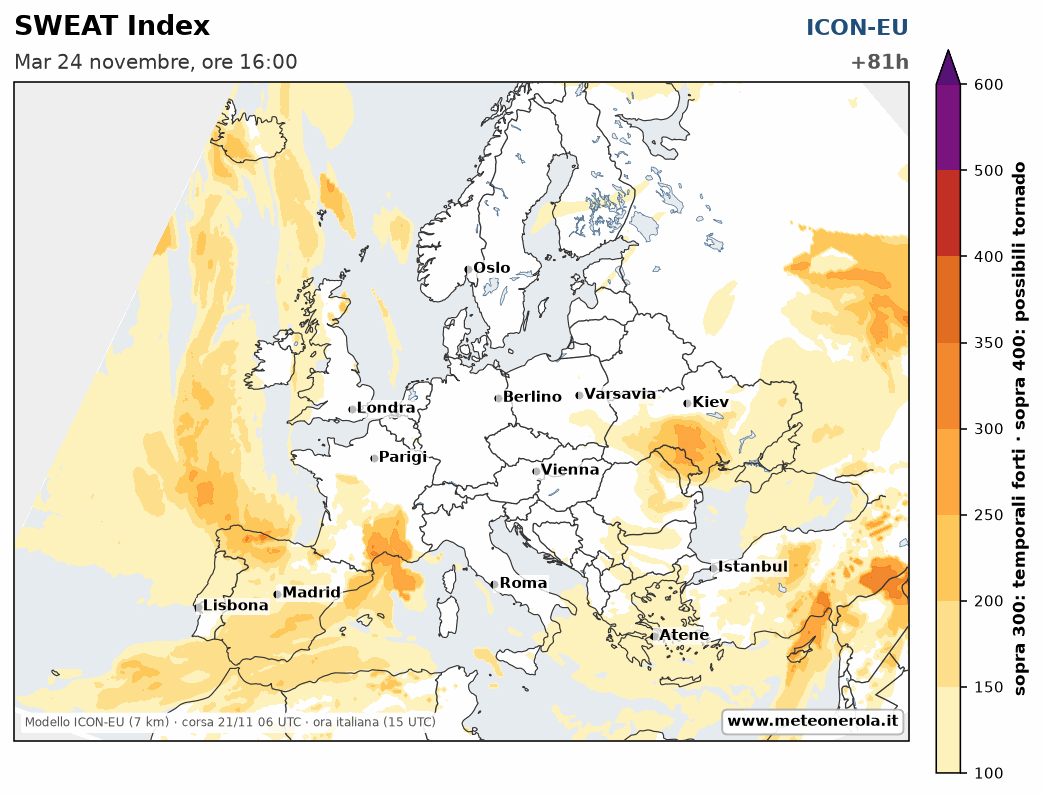 SWEAT Index
ICON-EU
Mar 24 novembre, ore 16:00
+81h
Oslo
Berlino
Varsavia
Kiev
Londra
Parigi
Vienna
Istanbul
Roma
Madrid
Lisbona
Atene
Modello ICON-EU (7 km) · corsa 21/11 06 UTC · ora italiana (15 UTC)
www.meteonerola.it
600
500
400
350
300
250
200
150
100
sopra 300: temporali forti · sopra 400: possibili tornado